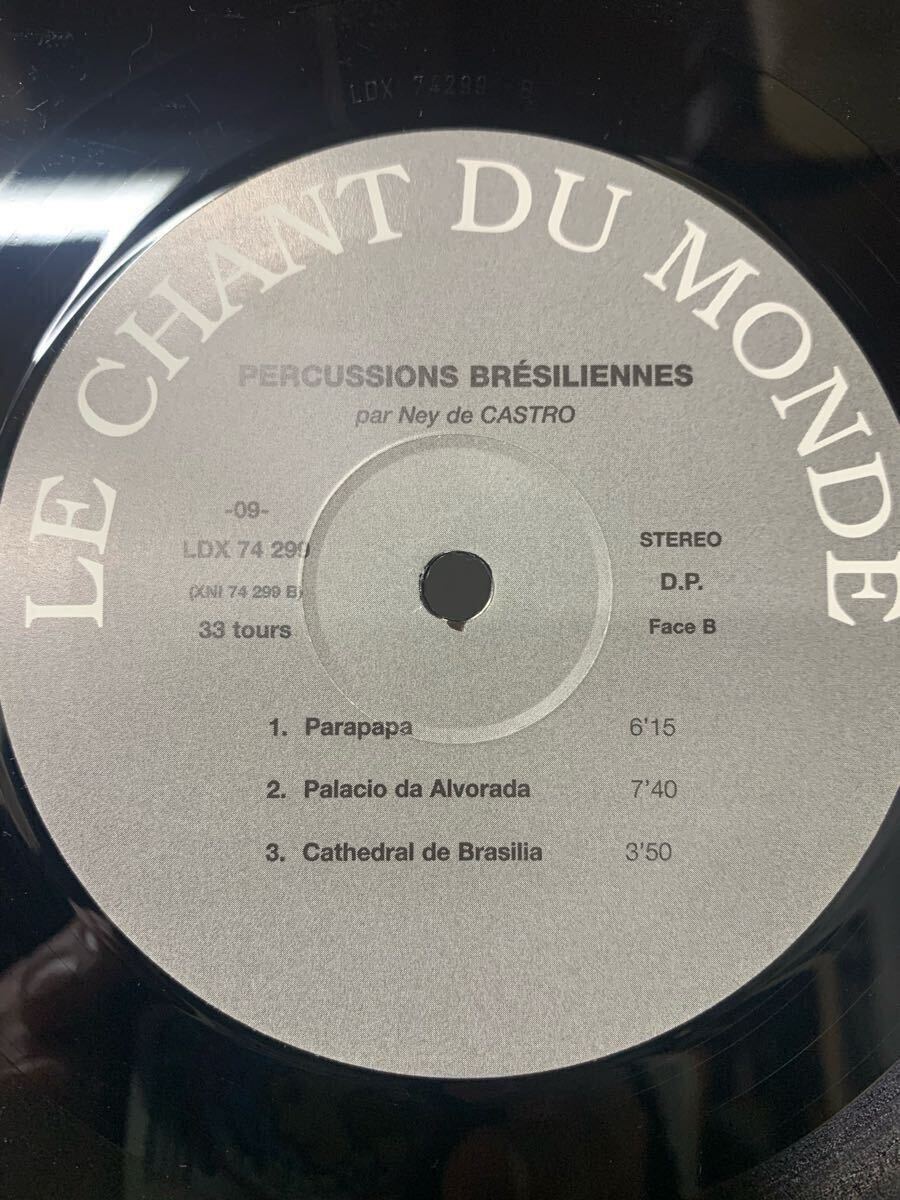 LDX 74299 B
LE CHANT DU MONDE
PERCUSSIONS BRÉSILIENNES
par Ney de CASTRO
-09-
LDX 74 299
(XNI 74 299 B)
33 tours
STEREO
D.P.
Face B
1. Parapapa 6'15
2. Palacio da Alvorada 7'40
3. Cathedral de Brasilia 3'50